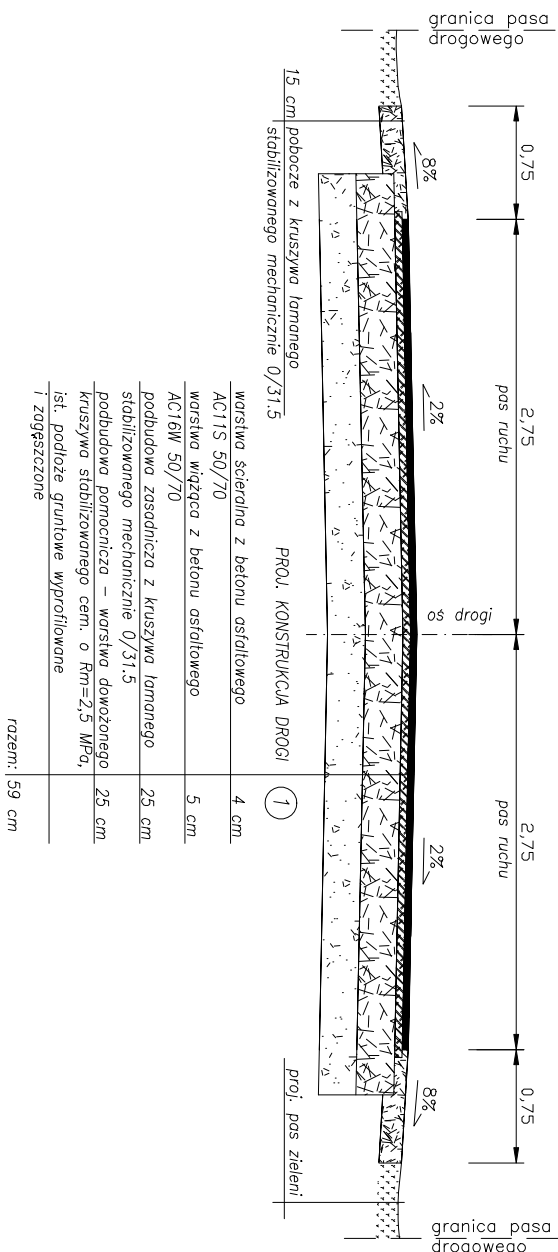 granica pasa
drogowego
0,75
2,75
pas ruchu
2,75
pas ruchu
0,75
granica pasa
drogowego
8%
2%
oś drogi
2%
8%
15 cm pobocze z kruszywa łamanego
stabilizowanego mechanicznie 0/31.5
PROJ. KONSTRUKCJA DROGI
1
proj. pas zieleni
warstwa ścieralna z betonu asfaltowego 4 cm
AC11S 50/70
warstwa wiążąca z betonu asfaltowego 5 cm
AC16W 50/70
podbudowa zasadnicza z kruszywa łamanego 25 cm
stabilizowanego mechanicznie 0/31.5
podbudowa pomocnicza – warstwa dowożonego 25 cm
kruszywa stabilizowanego cem. o Rm=2,5 MPa,
ist. podłoże gruntowe wyprofilowane
i zagęszczone
razem: 59 cm